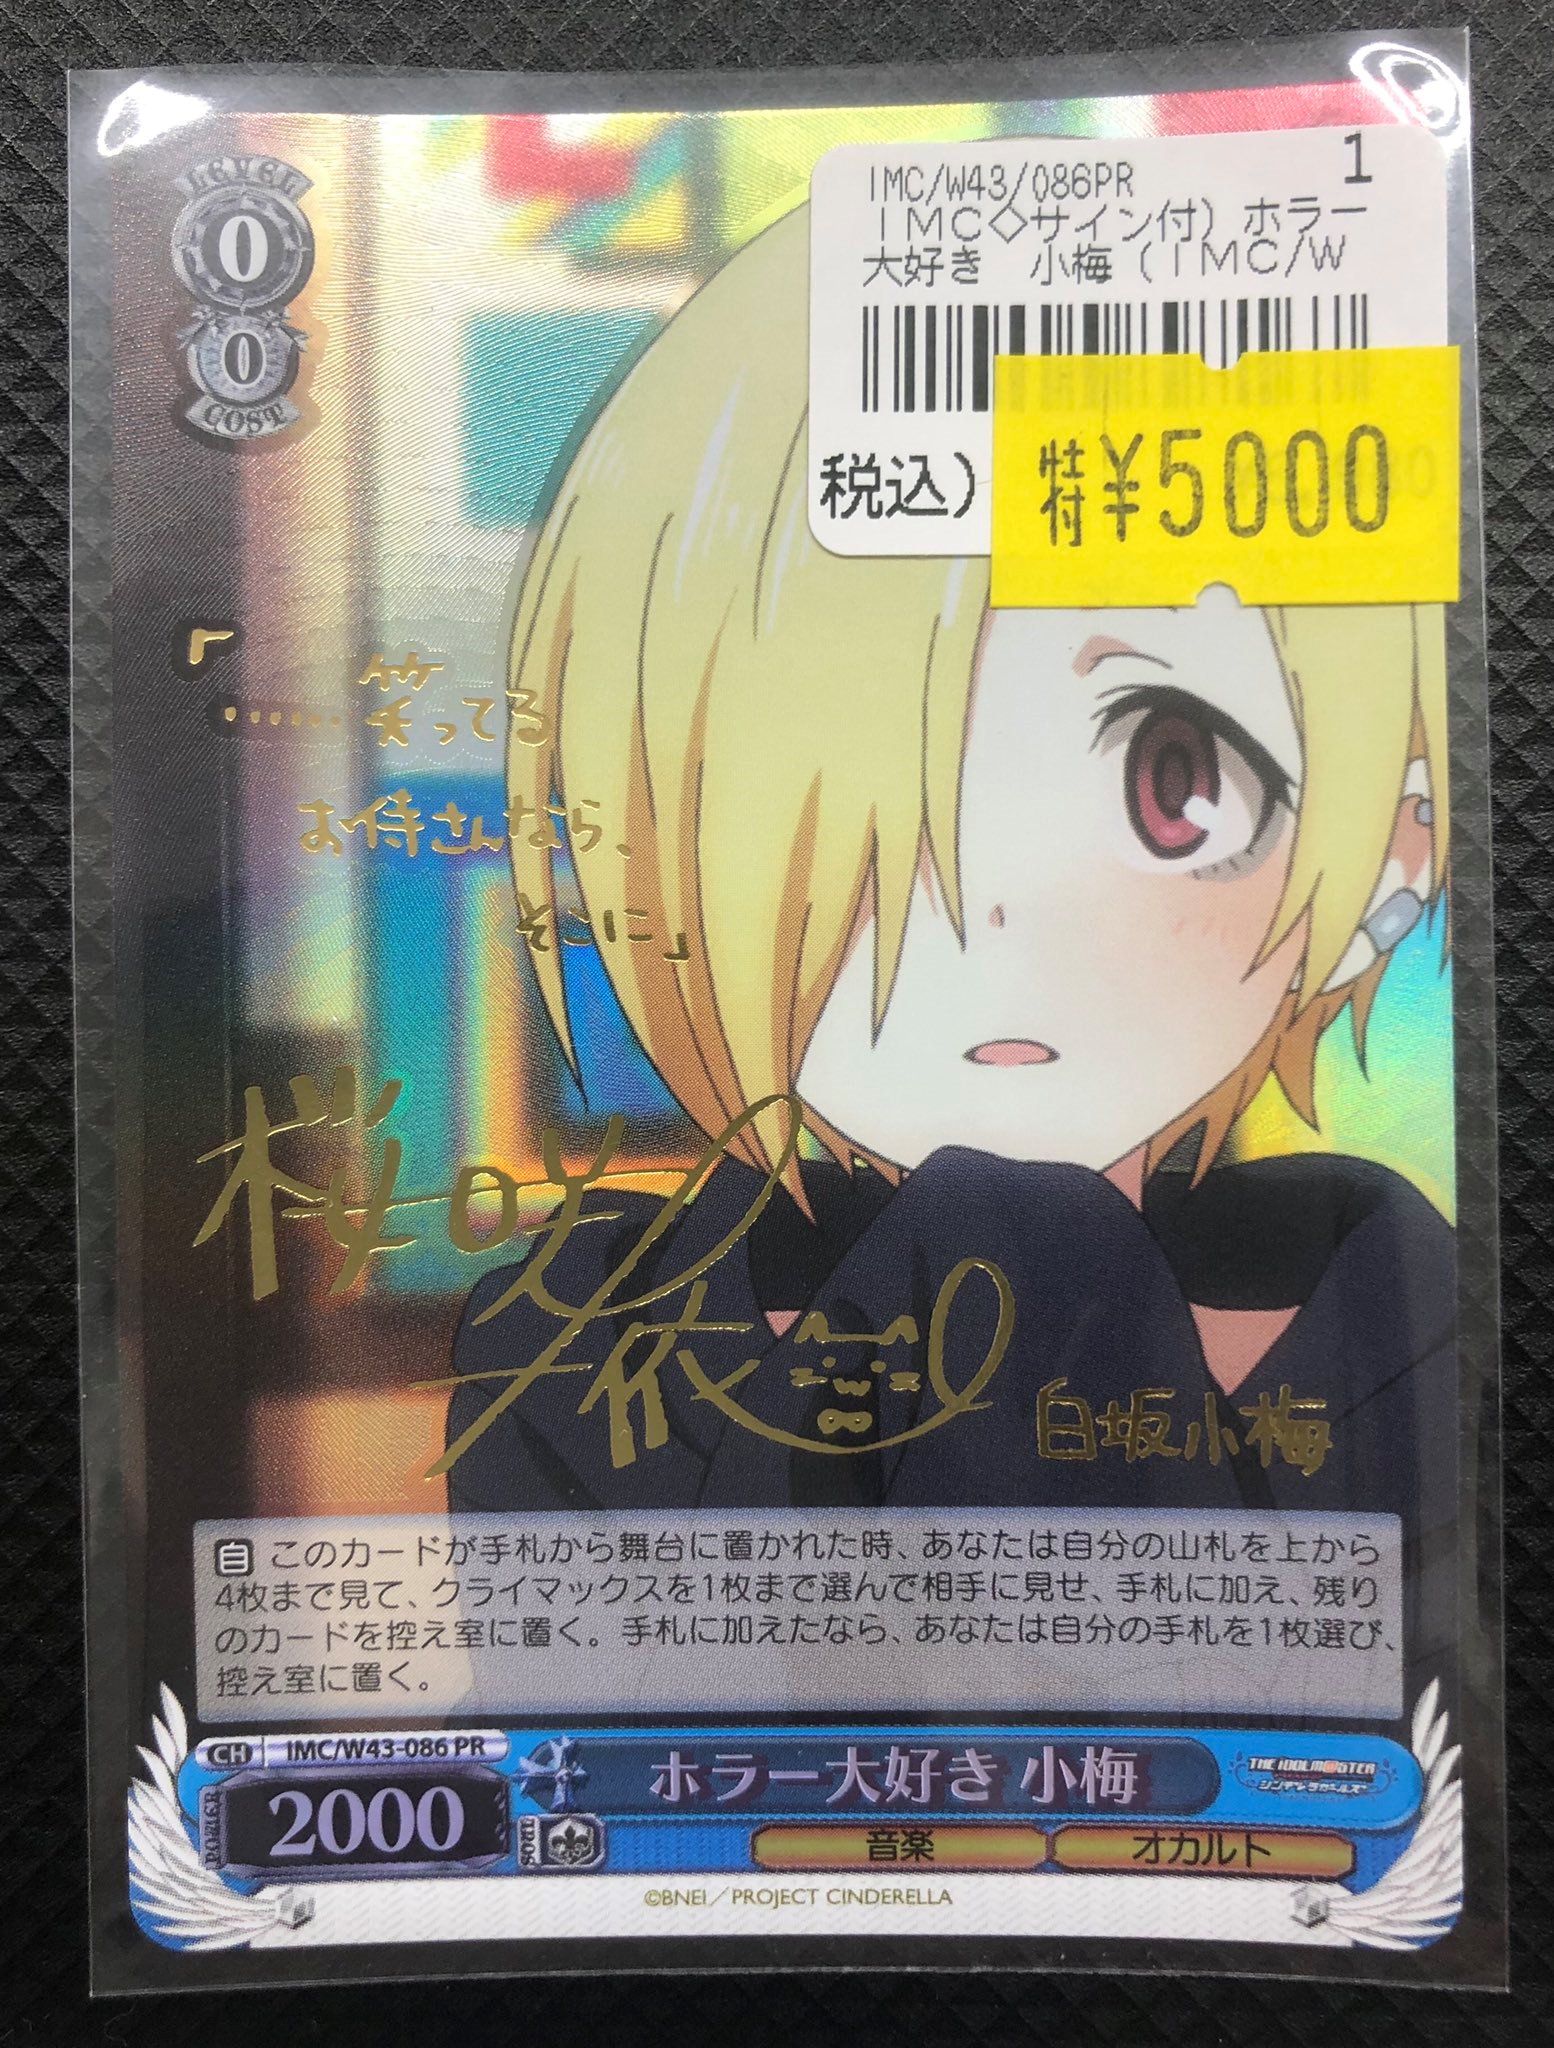 LEVEL
0
0
COST
1
IMC/W43/086PR
IMC◇サイン付）ホラー
大好き　小梅（IMC/W
税込）
特付¥5000
「
……笑ってる
お侍さんなら、
そこに」
桜咲
千依
白坂小梅
自 このカードが手札から舞台に置かれた時、あなたは自分の山札を上から
4枚まで見て、クライマックスを1枚まで選んで相手に見せ、手札に加え、残り
のカードを控え室に置く。手札に加えたなら、あなたは自分の手札を1枚選び、
控え室に置く。
CH IMC/W43-086 PR
ホラー大好き 小梅
THE IDOLM@STER
シンデレラガールズ
POWER
2000
SOUL
音楽
オカルト
©BNEI／PROJECT CINDERELLA